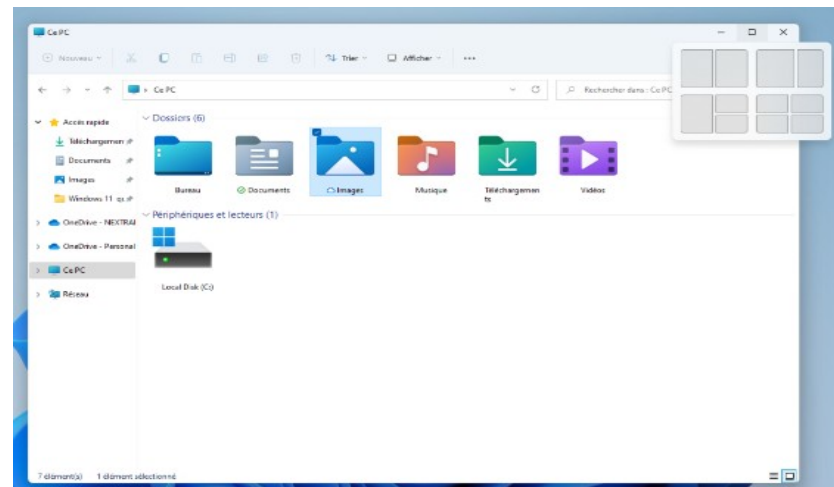 Ce PC
Nouveau
Trier
Afficher
Ce PC
Rechercher dans : Ce PC
Accès rapide
Téléchargemen
Documents
Images
Windows 11
OneDrive - NEXTRAI
OneDrive - Personal
Ce PC
Réseau
Dossiers (6)
Bureau
Documents
Images
Musique
Téléchargemen
ts
Vidéos
Périphériques et lecteurs (1)
Local Disk (C:)
7 élément(s) 1 élément sélectionné